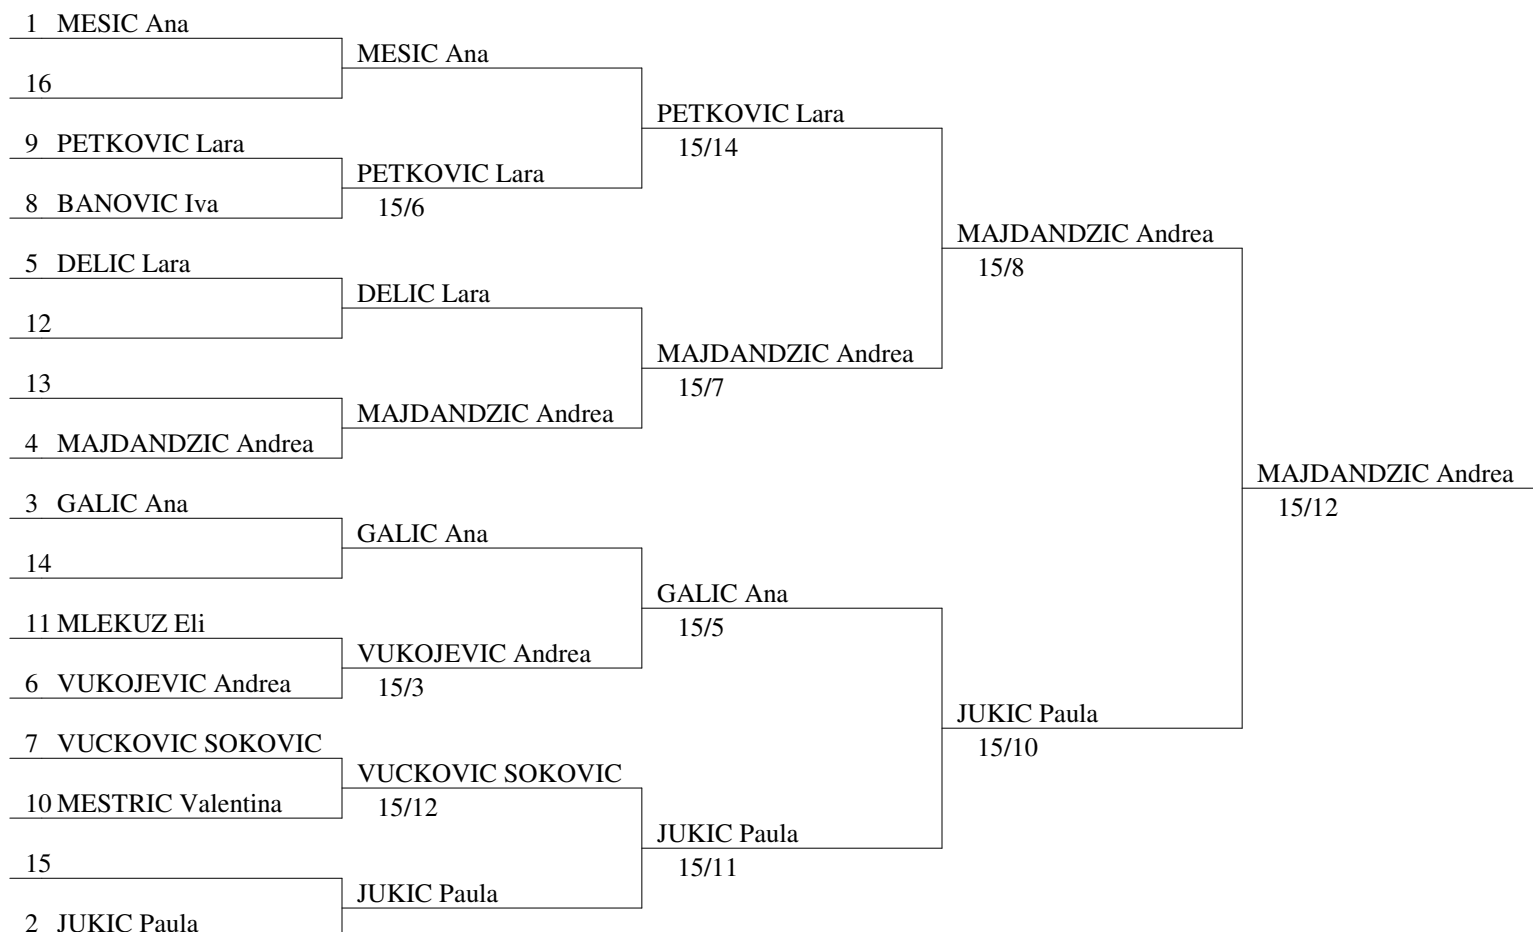 1 MESIC Ana
MESIC Ana
16
PETKOVIC Lara
15/14
9 PETKOVIC Lara
PETKOVIC Lara
15/6
8 BANOVIC Iva
MAJDANDZIC Andrea
15/8
5 DELIC Lara
DELIC Lara
12
MAJDANDZIC Andrea
15/7
13
MAJDANDZIC Andrea
4 MAJDANDZIC Andrea
MAJDANDZIC Andrea
15/12
3 GALIC Ana
GALIC Ana
14
GALIC Ana
15/5
11 MLEKUZ Eli
VUKOJEVIC Andrea
15/3
6 VUKOJEVIC Andrea
JUKIC Paula
15/10
7 VUCKOVIC SOKOVIC
VUCKOVIC SOKOVIC
15/12
10 MESTRIC Valentina
JUKIC Paula
15/11
15
JUKIC Paula
2 JUKIC Paula